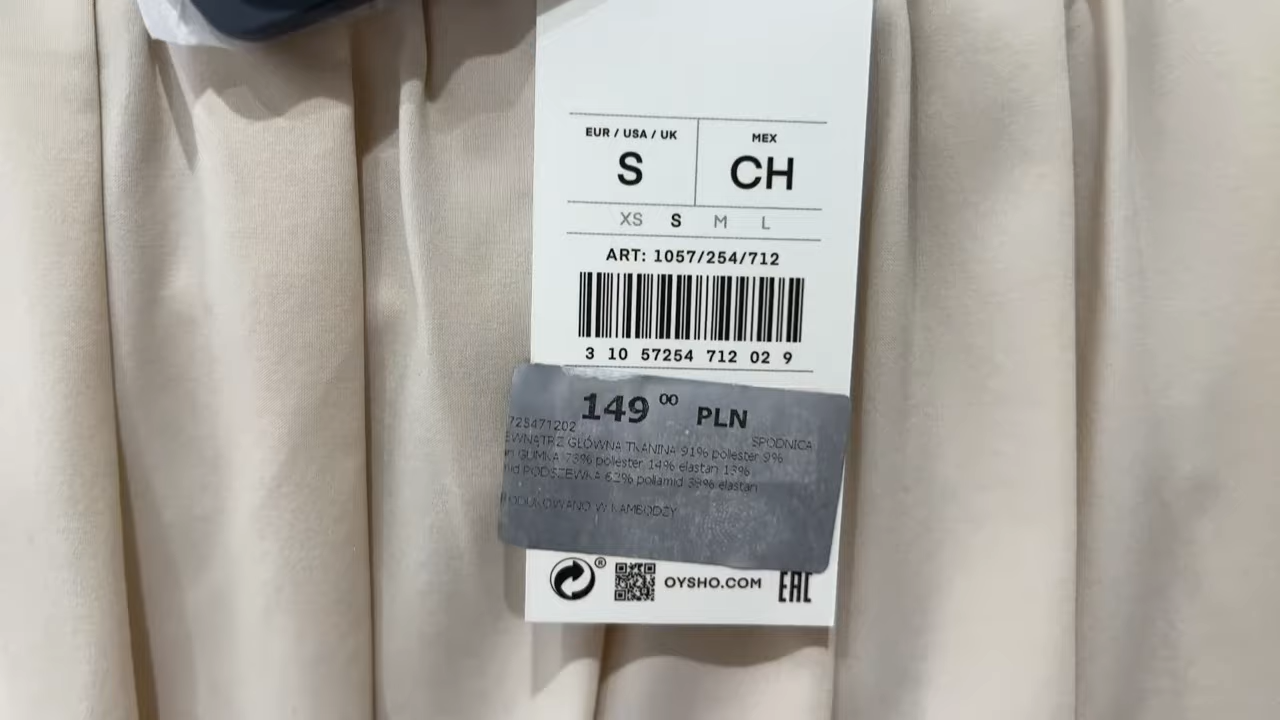 EUR / USA / UK
MEX
S
CH
XS S M L
ART: 1057/254/712
3 10 57254 712 02 9
149 00 PLN
725471202
SPODNICA
GŁÓWNA TKANINA 91% poliester 9%
GUMKA 73% poliester 14% elastan 13%
PODSZEWKA 62% poliamid 38% elastan
W KAMBODŻY
®
OYSHO.COM
EAC